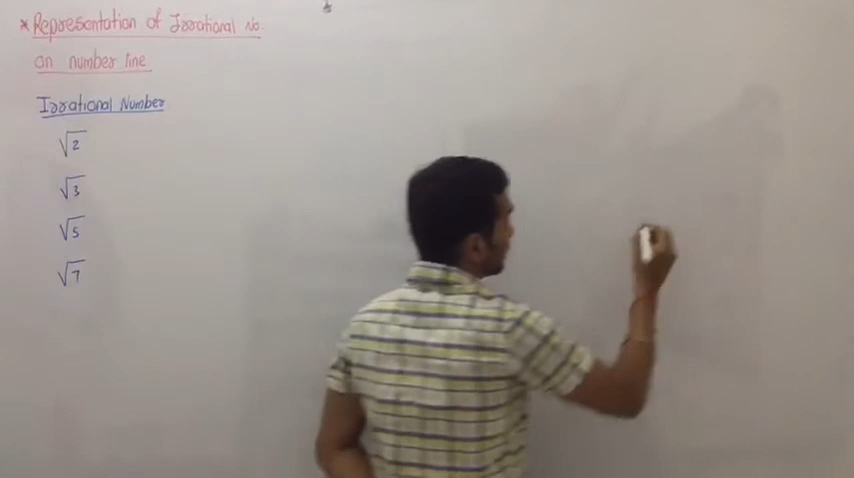 * Representation of Irrational No.
on number line
Irrational Number
√2
√3
√5
√7